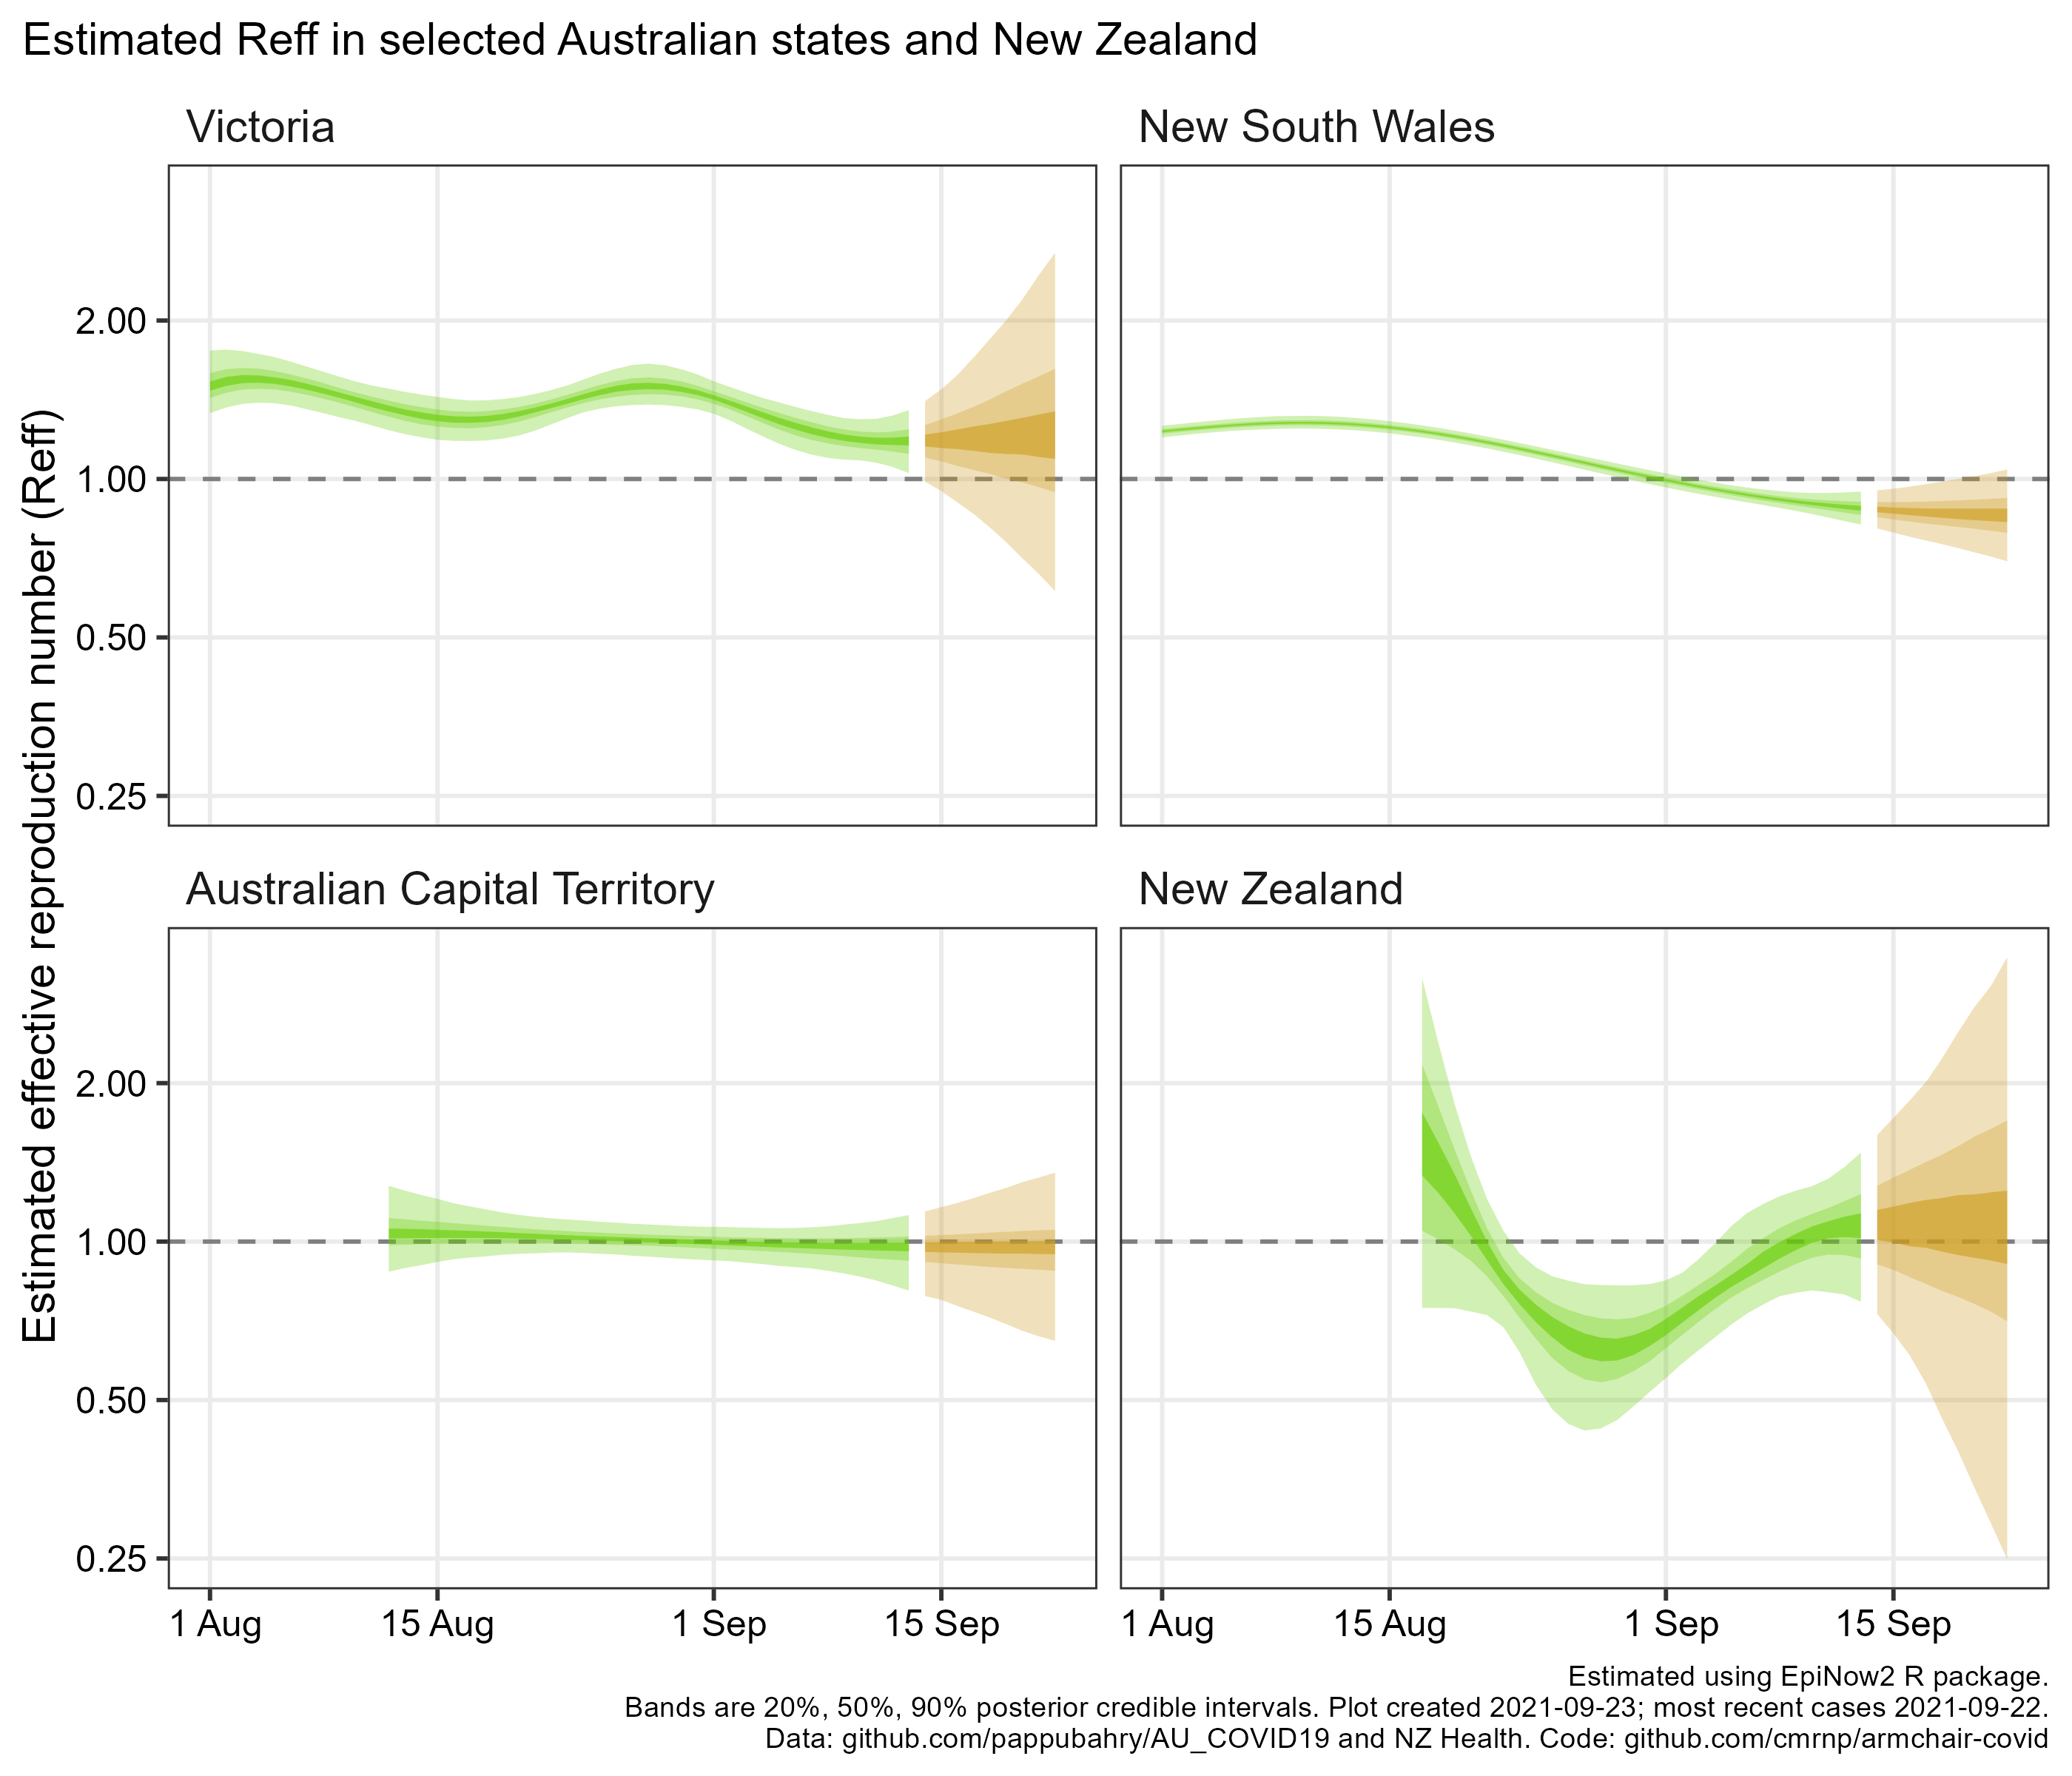 Estimated Reff in selected Australian states and New Zealand
Victoria
New South Wales
Estimated effective reproduction number (Reff)
2.00
1.00
0.50
0.25
Australian Capital Territory
New Zealand
2.00
1.00
0.50
0.25
1 Aug 15 Aug 1 Sep 15 Sep 1 Aug 15 Aug 1 Sep 15 Sep
Estimated using EpiNow2 R package.
Bands are 20%, 50%, 90% posterior credible intervals. Plot created 2021-09-23; most recent cases 2021-09-22.
Data: github.com/pappubahry/AU_COVID19 and NZ Health. Code: github.com/cmrnp/armchair-covid